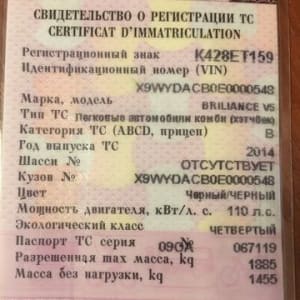 СВИДЕТЕЛЬСТВО О РЕГИСТРАЦИИ ТС
CERTIFICAT D'IMMATRICULATION
Регистрационный знак К428ЕТ159
Идентификационный номер (VIN)
X9WYDACB0E0000548
Марка, модель BRILIANCE V5
Тип ТС Легковые автомобили комби (хэтчбек)
Категория ТС (ABCD, прицеп) B
Год выпуска ТС 2014
Шасси № ОТСУТСТВУЕТ
Кузов № X9WYDACB0E0000548
Цвет Черный/ЧЕРНЫЙ
Мощность двигателя, кВт/л. с. 110 л.с.
Экологический класс ЧЕТВЕРТЫЙ
Паспорт ТС серия № 067119
Разрешенная max масса, kg 1885
Масса без нагрузки, kg 1455